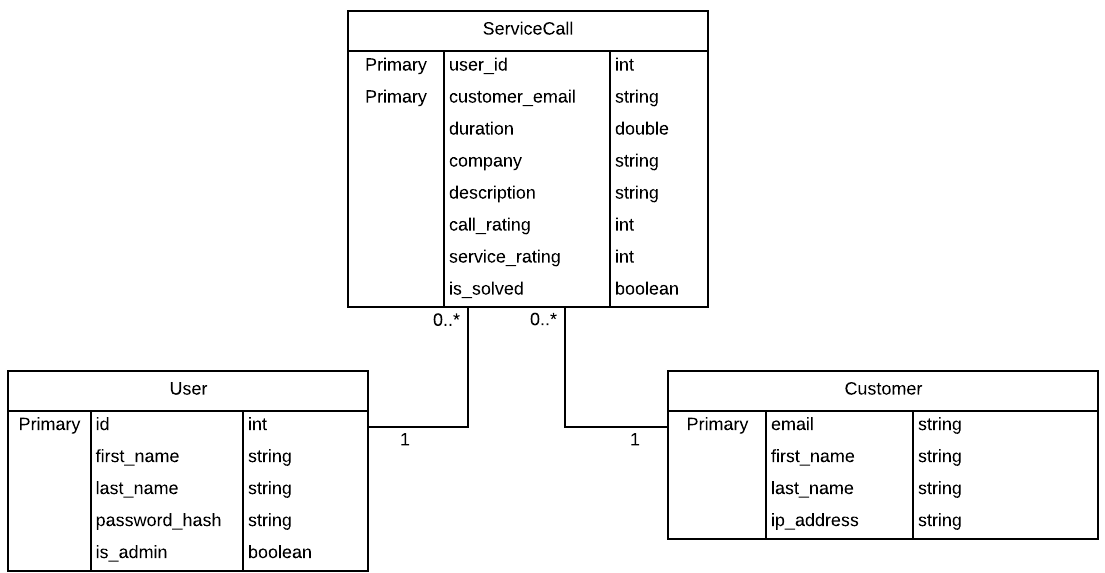 ServiceCall
Primary user_id int
Primary customer_email string
duration double
company string
description string
call_rating int
service_rating int
is_solved boolean
0..* 0..*
User
Primary id int
first_name string
last_name string
password_hash string
is_admin boolean
1 1
Customer
Primary email string
first_name string
last_name string
ip_address string